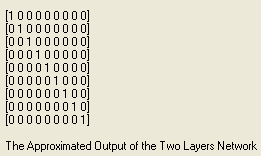 [1 0 0 0 0 0 0 0 0]
[0 1 0 0 0 0 0 0 0]
[0 0 1 0 0 0 0 0 0]
[0 0 0 1 0 0 0 0 0]
[0 0 0 0 1 0 0 0 0]
[0 0 0 0 0 1 0 0 0]
[0 0 0 0 0 0 1 0 0]
[0 0 0 0 0 0 0 1 0]
[0 0 0 0 0 0 0 0 1]
The Approximated Output of the Two Layers Network